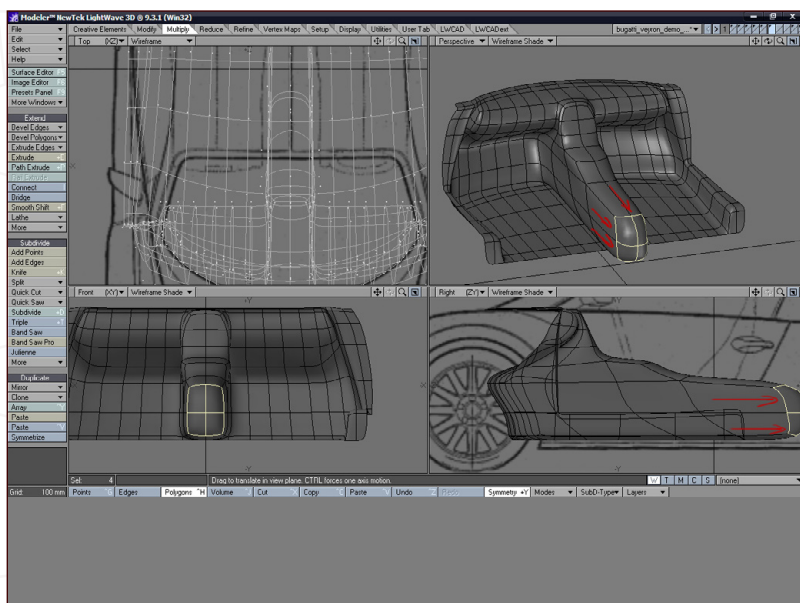 Modeler™ NewTek LightWave 3D ® 9.3.1 (Win32)
File
Creative Elements Modify Multiply Reduce Refine Vertex Maps Setup Display Utilities User Tab LWCAD LWCADext bugatti_veyron_demo_...* 1
Edit
Top (XZ) Wireframe
Perspective Wireframe Shade
Select
Help
Surface Editor
Image Editor
Presets Panel
More Windows
Extend
Bevel Edges
Bevel Polygons
Extrude Edges
Extrude
Path Extrude
Connect
Bridge
Smooth Shift
Lathe
More
Subdivide
Add Points
Add Edges
Knife
Split
Front (XY) Wireframe Shade
Right (ZY) Wireframe Shade
Quick Cut
Quick Saw
Subdivide
Triple
Band Saw
Band Saw Pro
Julienne
More
Duplicate
Mirror
Clone
Array
Paste
Paste
Symmetrize
Sel: 4
Drag to translate in view plane. CTRL forces one axis motion.
W T M C S (none)
Grid: 100 mm
Points Edges Polygons ^H Volume Cut Copy Paste Undo Symmetry +Y Modes SubD-Type Layers